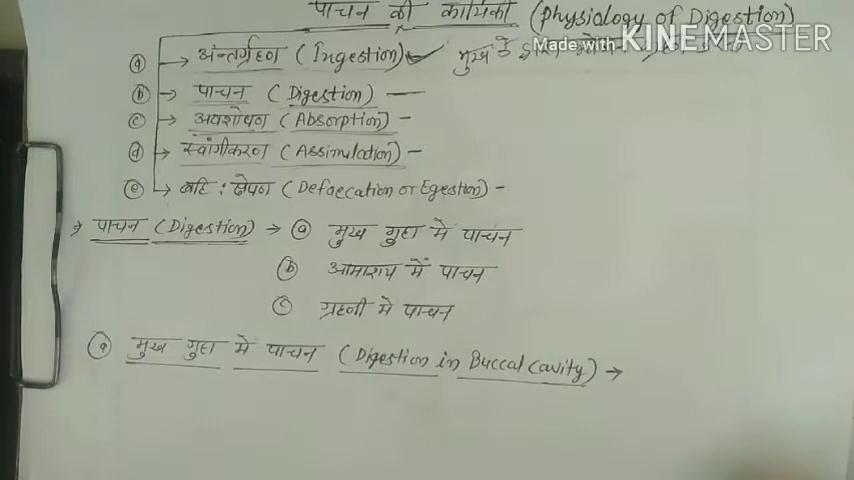 पाचन की कायिकी (Physiology of Digestion)
Made with KINEMASTER
(a) → अन्तर्ग्रहण (Ingestion) मुख के द्वारा
(b) → पाचन (Digestion) —
(c) → अवशोषण (Absorption) –
(d) → स्वांगीकरण (Assimulation) –
(e) → बहि : क्षेपण (Defaecation or Egestion) –
→ पाचन (Digestion) → (a) मुख गुहा मे पाचन
(b) आमाशय में पाचन
(c) ग्रहनी मे पाचन
(a) मुख गुहा मे पाचन (Digestion in Buccal Cavity) →